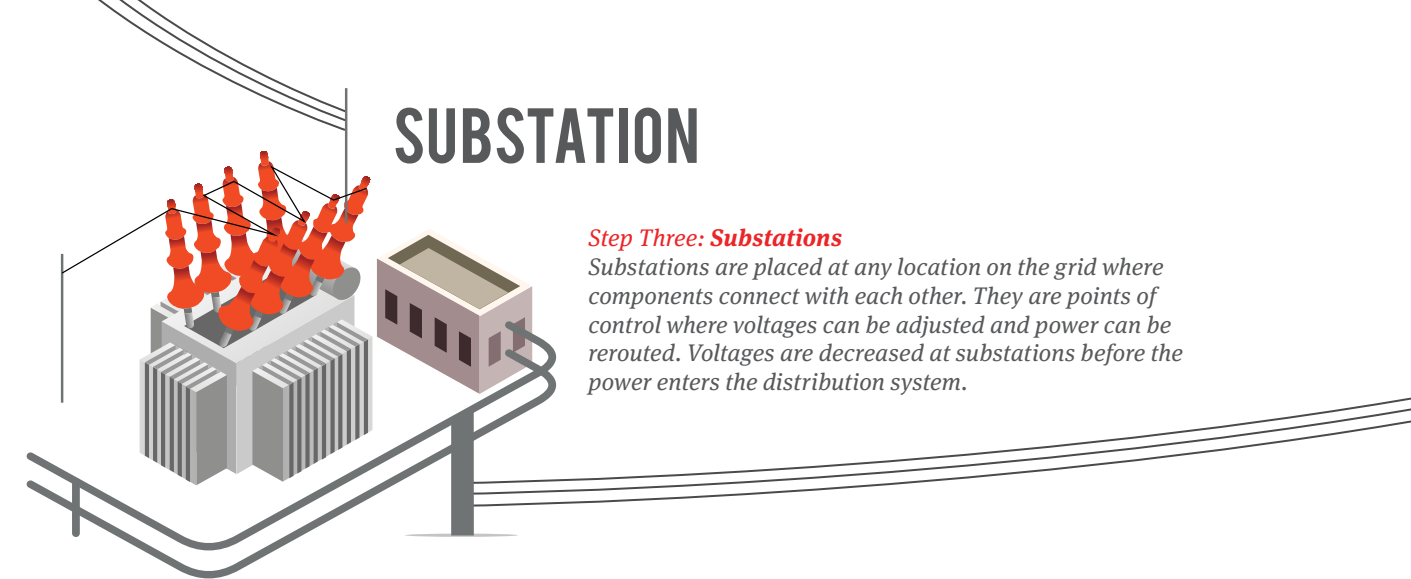 SUBSTATION
Step Three: Substations
Substations are placed at any location on the grid where
components connect with each other. They are points of
control where voltages can be adjusted and power can be
rerouted. Voltages are decreased at substations before the
power enters the distribution system.